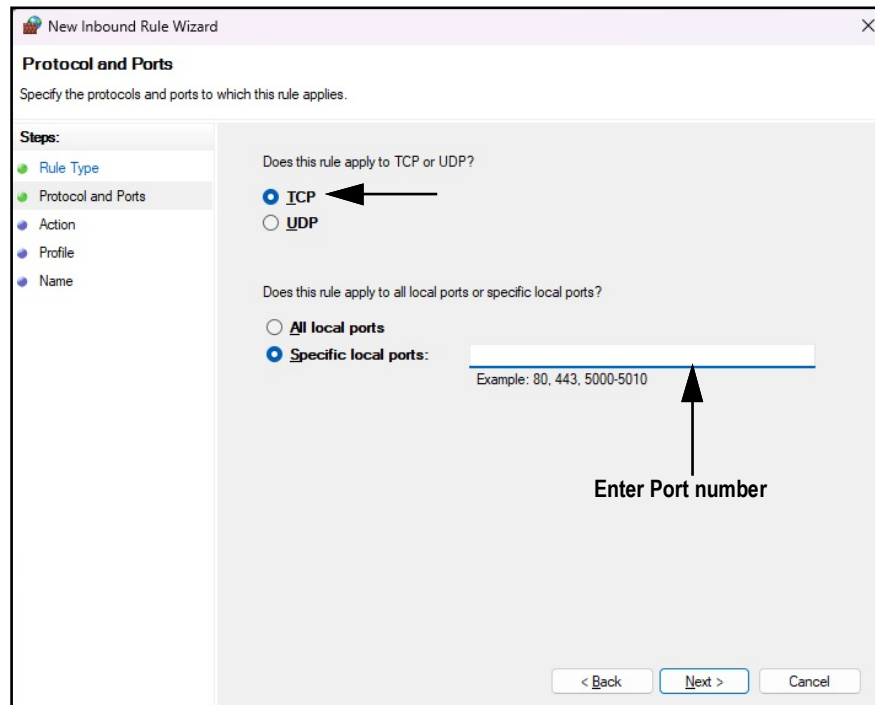 New Inbound Rule Wizard
Protocol and Ports
Specify the protocols and ports to which this rule applies.
Steps:
Rule Type
Protocol and Ports
Action
Profile
Name
Does this rule apply to TCP or UDP?
TCP
UDP
Does this rule apply to all local ports or specific local ports?
All local ports
Specific local ports:
Example: 80, 443, 5000-5010
Enter Port number
< Back Next > Cancel